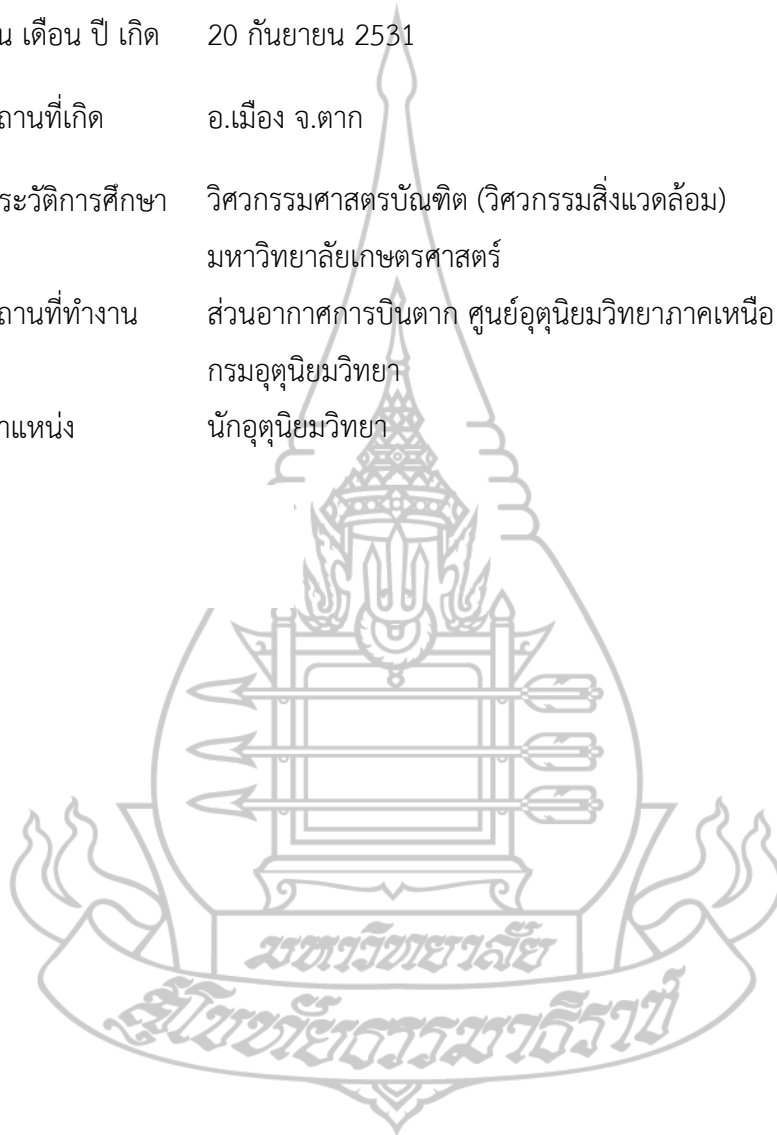 น เดือน ปี เกิด 20 กันยายน 2531
ถานที่เกิด อ.เมือง จ.ตาก
ระวัติการศึกษา วิศวกรรมศาสตรบัณฑิต (วิศวกรรมสิ่งแวดล้อม)
มหาวิทยาลัยเกษตรศาสตร์
ถานที่ทำงาน ส่วนอากาศการบินตาก ศูนย์อุตุนิยมวิทยาภาคเหนือ
กรมอุตุนิยมวิทยา
ำแหน่ง นักอุตุนิยมวิทยา
มหาวิทยาลัย
สุโขทัยธรรมาธิราช